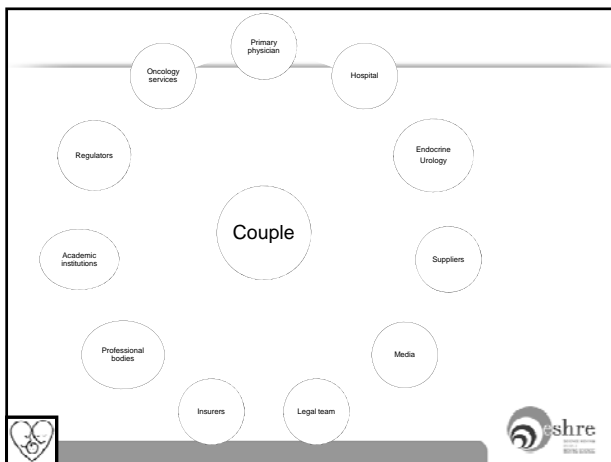 Primary
physician
Oncology
services
Hospital
Regulators
Endocrine
Urology
Couple
Academic
institutions
Suppliers
Professional
bodies
Media
Insurers
Legal team
eshre